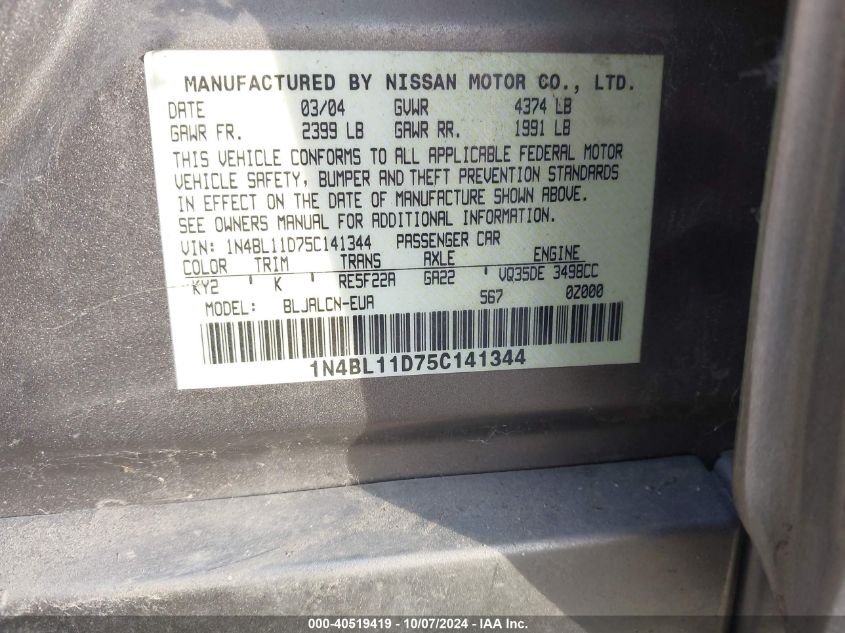 MANUFACTURED BY NISSAN MOTOR CO., LTD.
DATE 03/04 GVWR 4374 LB
GAWR FR. 2399 LB GAWR RR. 1991 LB
THIS VEHICLE CONFORMS TO ALL APPLICABLE FEDERAL MOTOR
VEHICLE SAFETY, BUMPER AND THEFT PREVENTION STANDARDS
IN EFFECT ON THE DATE OF MANUFACTURE SHOWN ABOVE.
SEE OWNERS MANUAL FOR ADDITIONAL INFORMATION.
VIN: 1N4BL11D75C141344 PASSENGER CAR
COLOR TRIM TRANS AXLE ENGINE
KY2 K RE5F22A GA22 VQ35DE 3498CC
MODEL: BLJALCN-EUA 567 0Z000
1N4BL11D75C141344
000-40519419 - 10/07/2024 - IAA Inc.